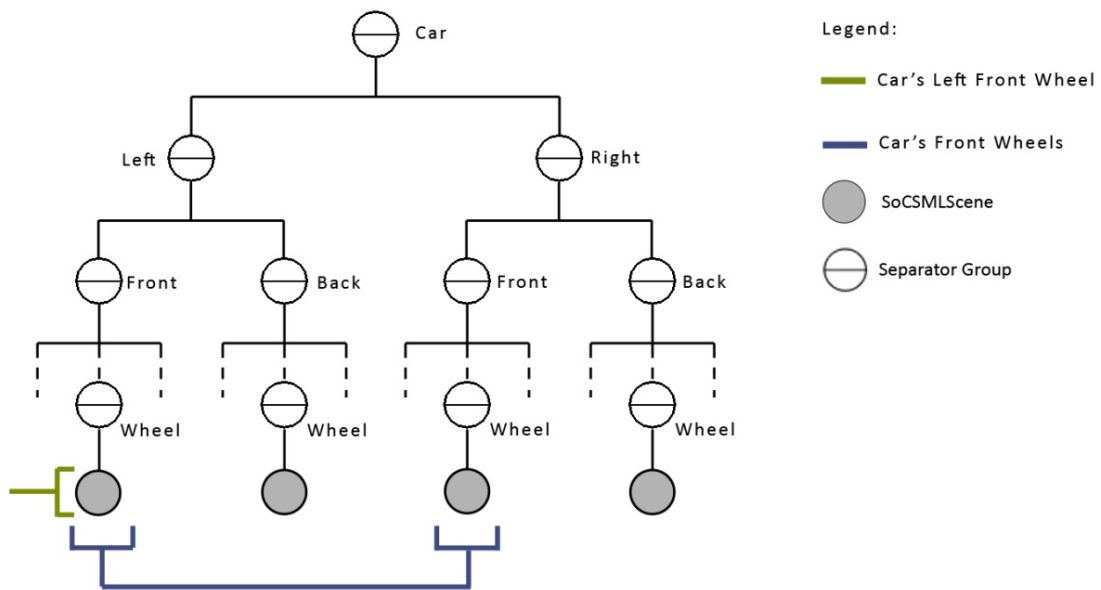 Car
Left
Right
Front
Back
Front
Back
Wheel
Wheel
Wheel
Wheel
Legend:
Car's Left Front Wheel
Car's Front Wheels
SoCSMLScene
Separator Group